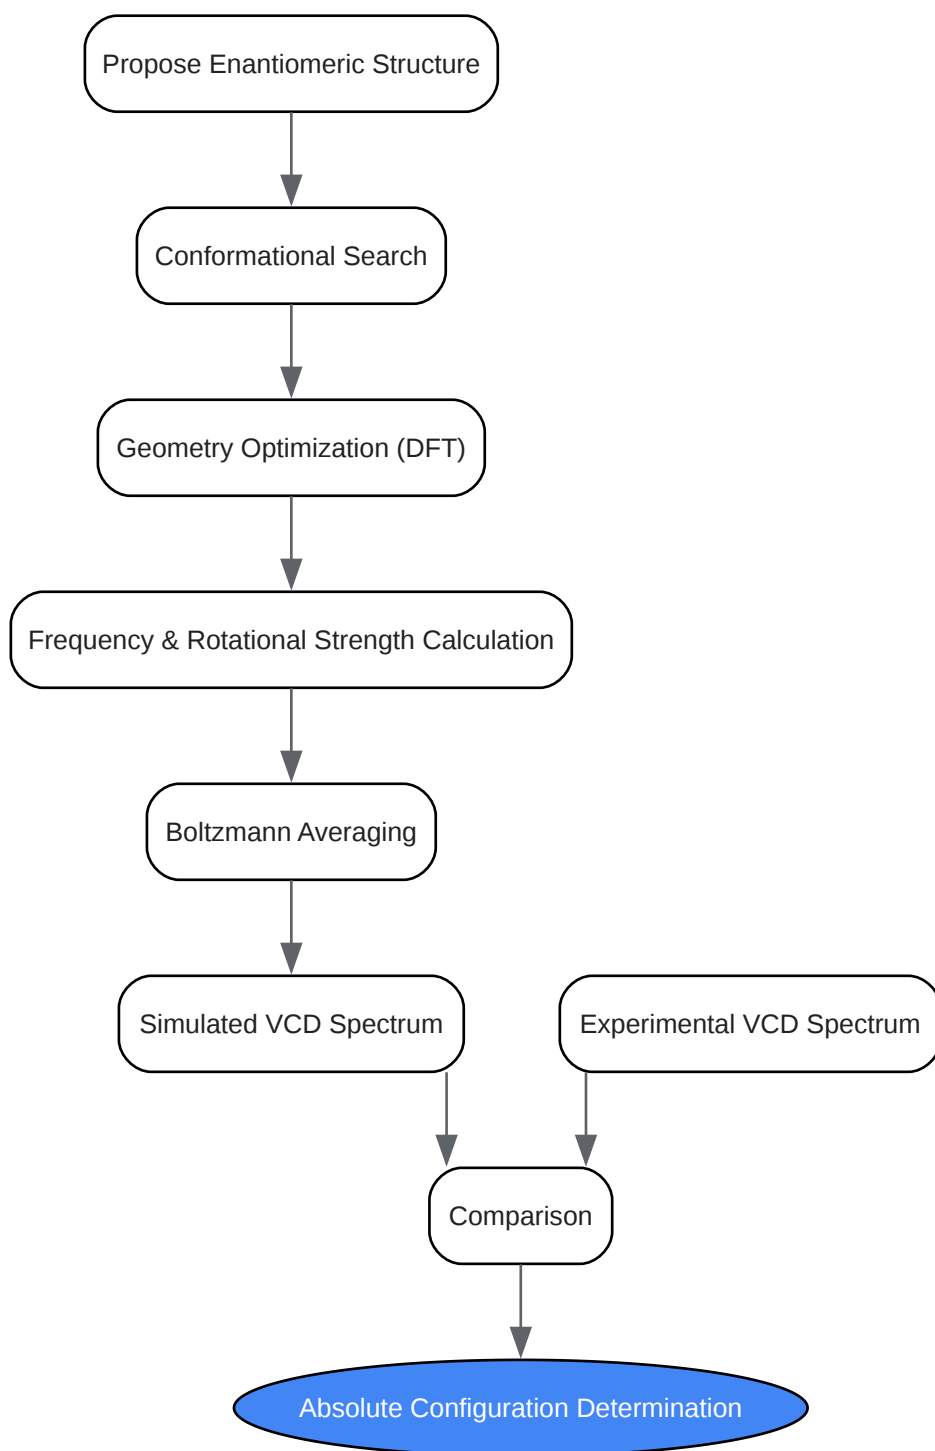 Propose Enantiomeric Structure
Conformational Search
Geometry Optimization (DFT)
Frequency & Rotational Strength Calculation
Boltzmann Averaging
Simulated VCD Spectrum
Experimental VCD Spectrum
Comparison
Absolute Configuration Determination